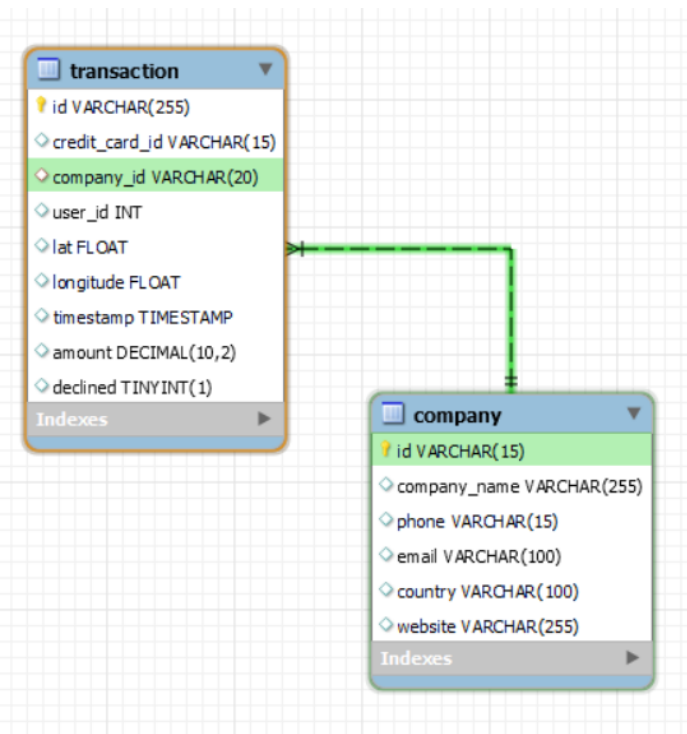 transaction
id VARCHAR(255)
credit_card_id VARCHAR(15)
company_id VARCHAR(20)
user_id INT
lat FLOAT
longitude FLOAT
timestamp TIMESTAMP
amount DECIMAL(10,2)
declined TINYINT(1)
Indexes
company
id VARCHAR(15)
company_name VARCHAR(255)
phone VARCHAR(15)
email VARCHAR(100)
country VARCHAR(100)
website VARCHAR(255)
Indexes